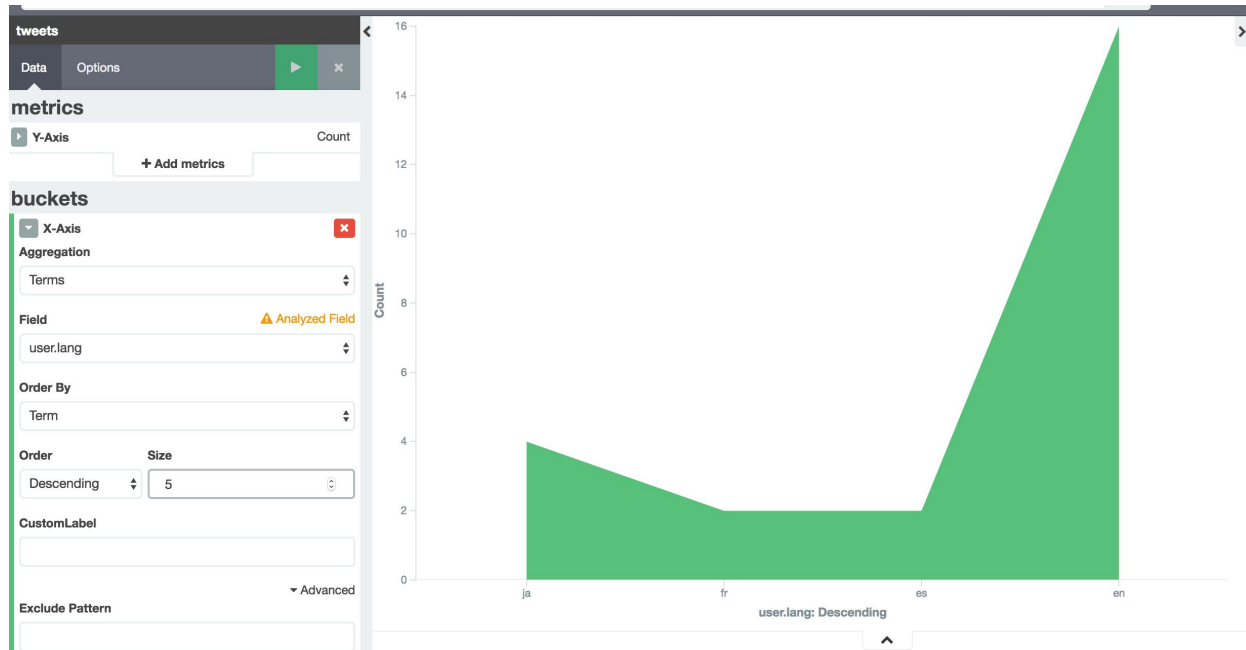 tweets
Data Options
metrics
Y-Axis Count
+ Add metrics
buckets
X-Axis
Aggregation
Terms
Field Analyzed Field
user.lang
Order By
Term
Order Size
Descending 5
CustomLabel
Advanced
Exclude Pattern
16
14
12
10
8
6
4
2
0
Count
ja fr es en
user.lang: Descending